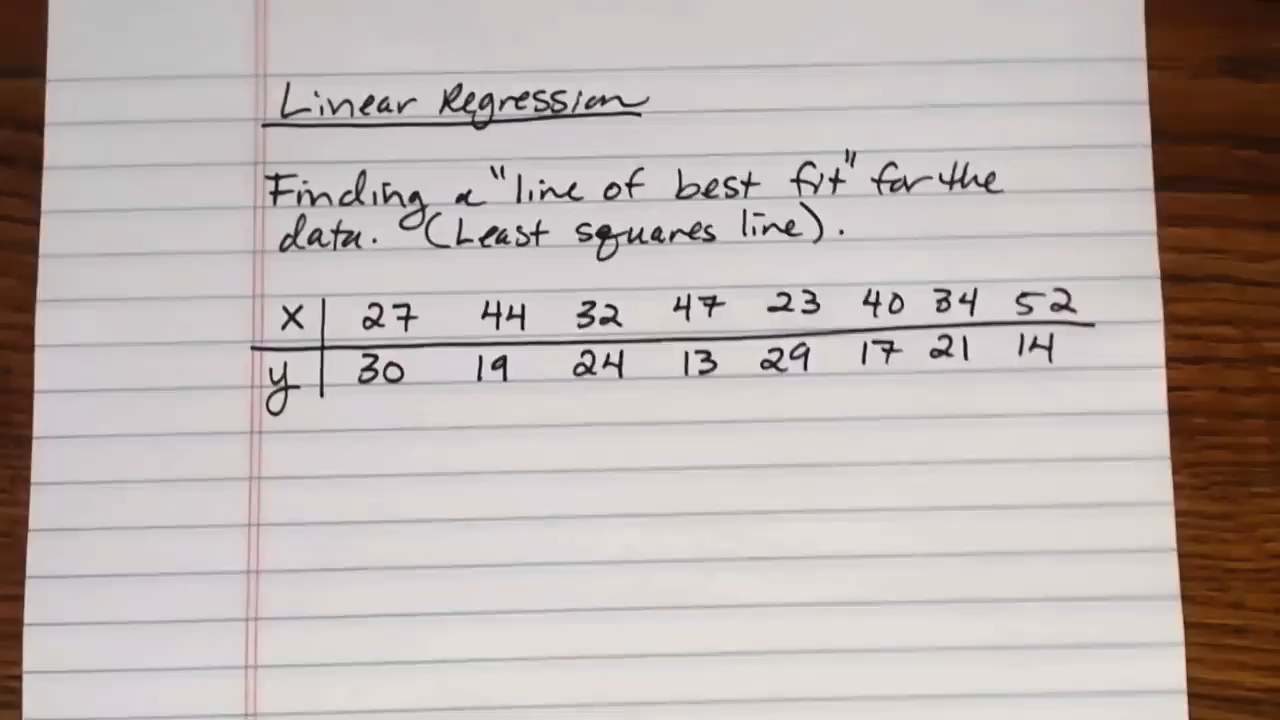 Linear Regression
Finding a "line of best fit" for the
data. (Least squares line).
x | 27 44 32 47 23 40 34 52
y | 30 19 24 13 29 17 21 14